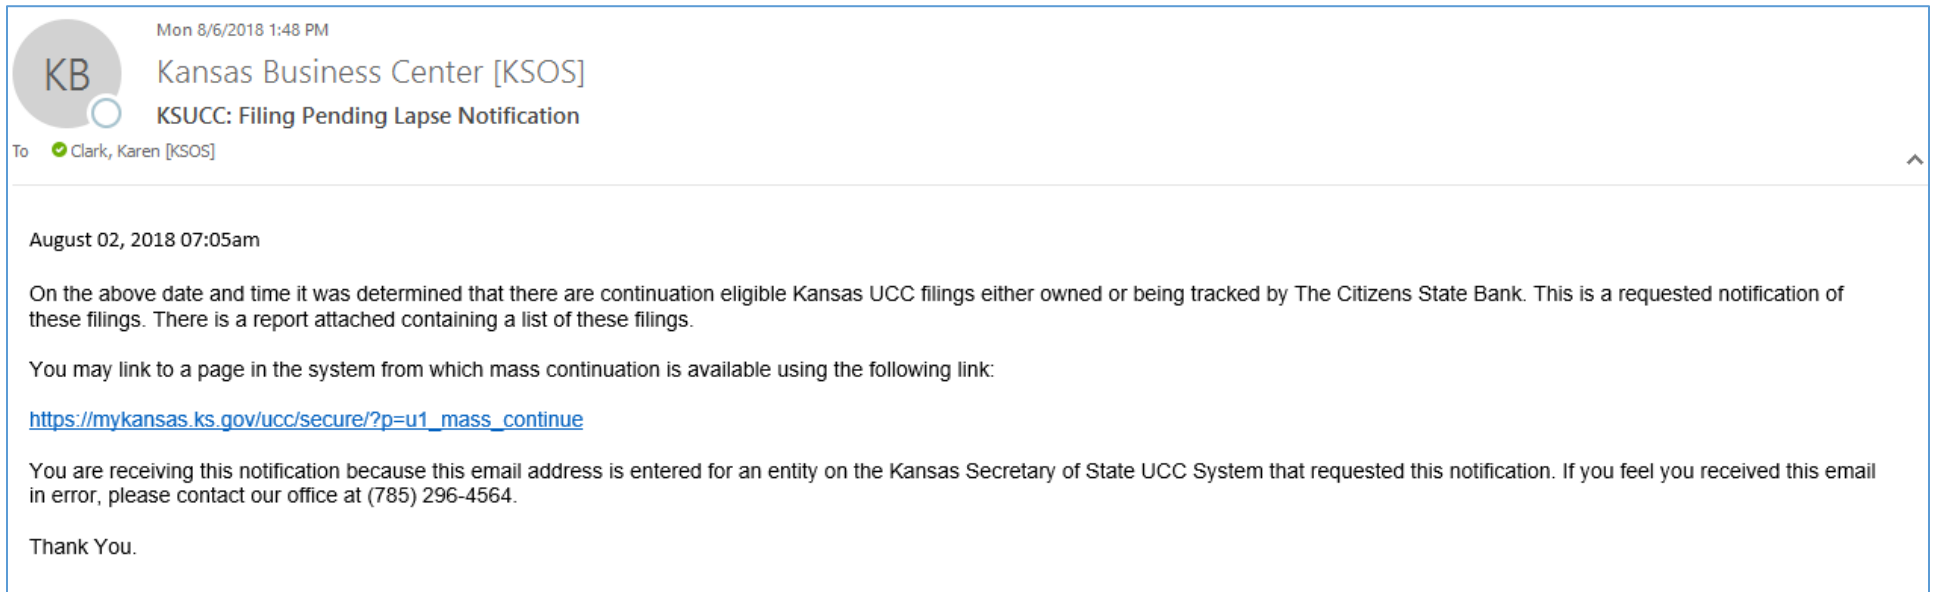 Mon 8/6/2018 1:48 PM
KB
Kansas Business Center [KSOS]
KSUCC: Filing Pending Lapse Notification
To Clark, Karen [KSOS]
August 02, 2018 07:05am
On the above date and time it was determined that there are continuation eligible Kansas UCC filings either owned or being tracked by The Citizens State Bank. This is a requested notification of
these filings. There is a report attached containing a list of these filings.
You may link to a page in the system from which mass continuation is available using the following link:
https://mykansas.ks.gov/ucc/secure/?p=u1_mass_continue
You are receiving this notification because this email address is entered for an entity on the Kansas Secretary of State UCC System that requested this notification. If you feel you received this email
in error, please contact our office at (785) 296-4564.
Thank You.